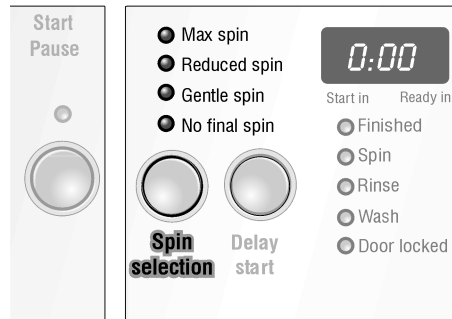 Start
Pause
Max spin
Reduced spin
Gentle spin
No final spin
0:00
Start in Ready in
Finished
Spin
Rinse
Wash
Door locked
Spin
selection
Delay
start